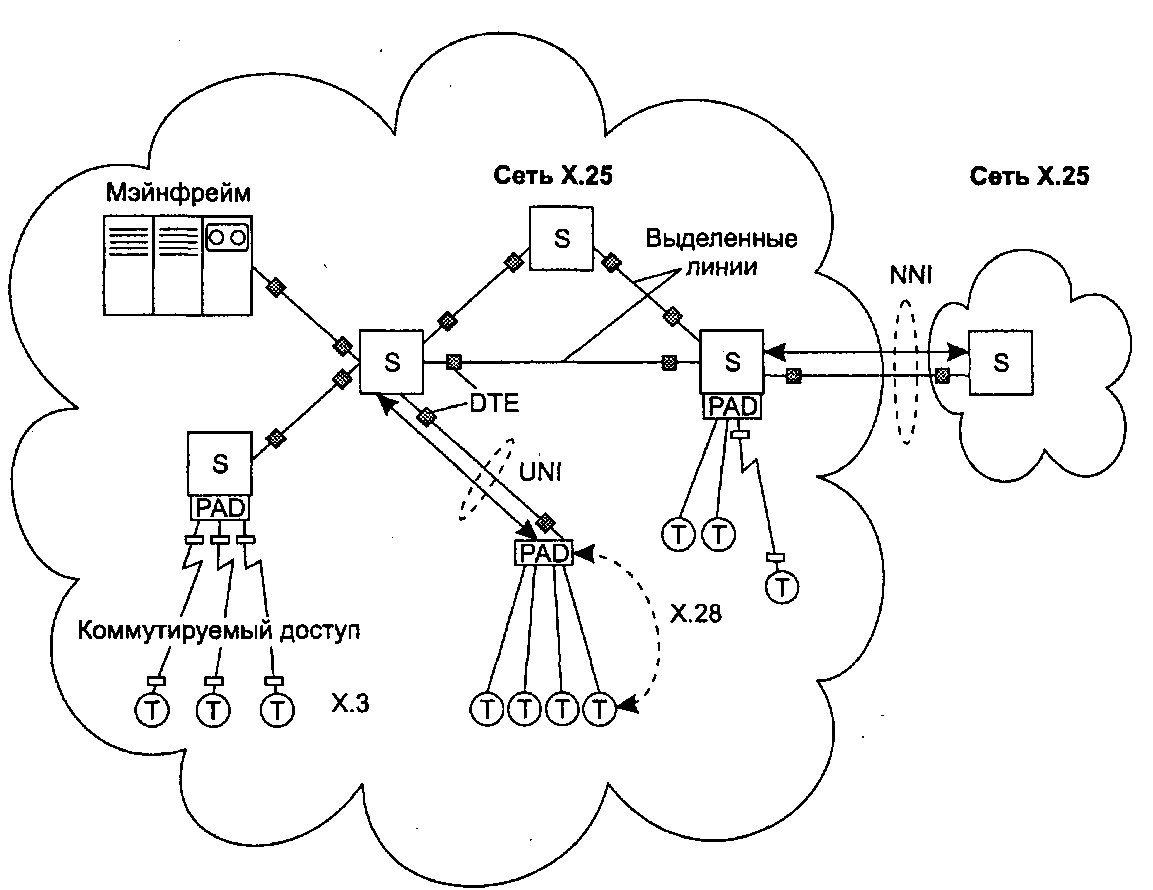 Сеть X.25
Сеть X.25
Мэйнфрейм
S
Выделенные
линии
NNI
S
S
S
DTE
PAD
S
UNI
PAD
PAD
T
T
T
X.28
Коммутируемый доступ
T
T
T
X.3
T
T
T
T